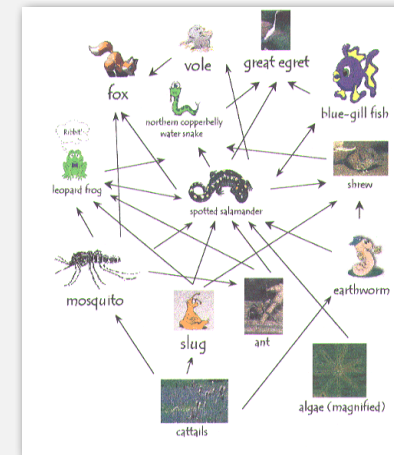 vole
great egret
fox
northern copperbelly
water snake
blue-gill fish
Ribbit!
leopard frog
shrew
spotted salamander
mosquito
earthworm
slug
ant
algae (magnified)
cattails